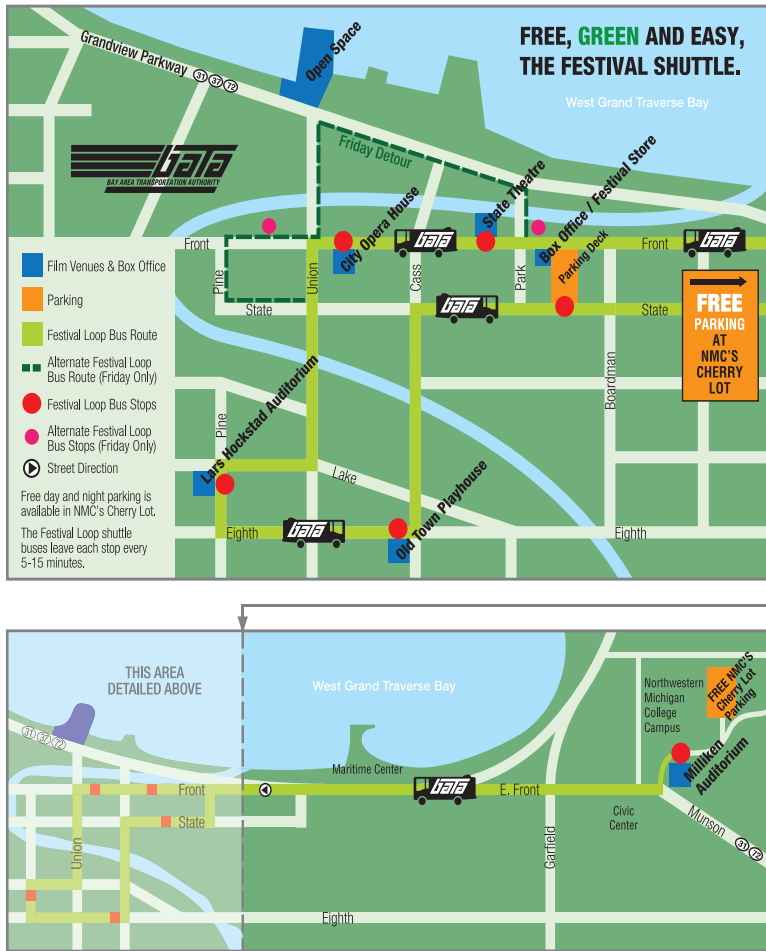 FREE, GREEN AND EASY,
THE FESTIVAL SHUTTLE.
West Grand Traverse Bay
Grandview Parkway
31 37 72
Open Space
Friday Detour
bata
BAY AREA TRANSPORTATION AUTHORITY
State Theatre
City Opera House
Box Office / Festival Store
Parking Deck
Front
bata
bata
Front
Pine
Union
Cass
Park
State
bata
State
Boardman
FREE
PARKING
AT
NMC'S
CHERRY
LOT
Film Venues & Box Office
Parking
Festival Loop Bus Route
Alternate Festival Loop
Bus Route (Friday Only)
Festival Loop Bus Stops
Alternate Festival Loop
Bus Stops (Friday Only)
Street Direction
Free day and night parking is
available in NMC's Cherry Lot.
The Festival Loop shuttle
buses leave each stop every
5-15 minutes.
Pine
Lars Hockstad Auditorium
Lake
Old Town Playhouse
Eighth
bata
Eighth
THIS AREA
DETAILED ABOVE
West Grand Traverse Bay
31 37 72
Northwestern
Michigan
College
Campus
FREE NMC'S
Cherry Lot
Parking
Milliken
Auditorium
Maritime Center
Front
bata
E. Front
State
Union
Civic
Center
Munson
31 72
Garfield
Eighth